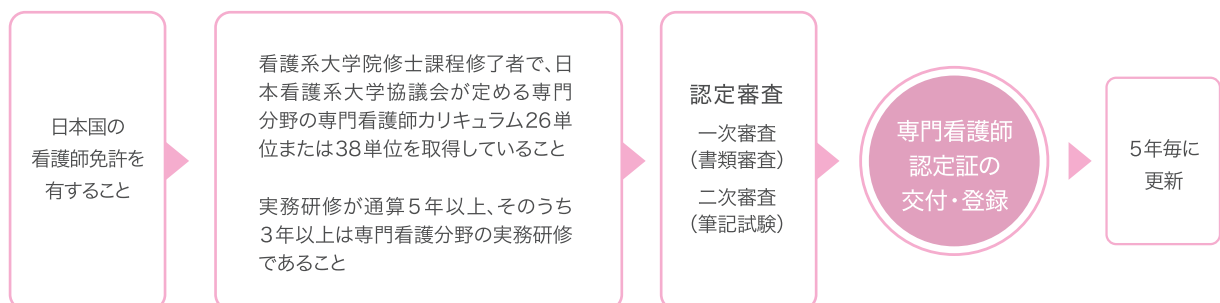 日本国の
看護師免許を
有すること
看護系大学院修士課程修了者で、日
本看護系大学協議会が定める専門
分野の専門看護師カリキュラム26単
位または38単位を取得していること
実務研修が通算5年以上、そのうち
3年以上は専門看護分野の実務研修
であること
認定審査
一次審査
（書類審査）
二次審査
（筆記試験）
専門看護師
認定証の
交付・登録
5年毎に
更新